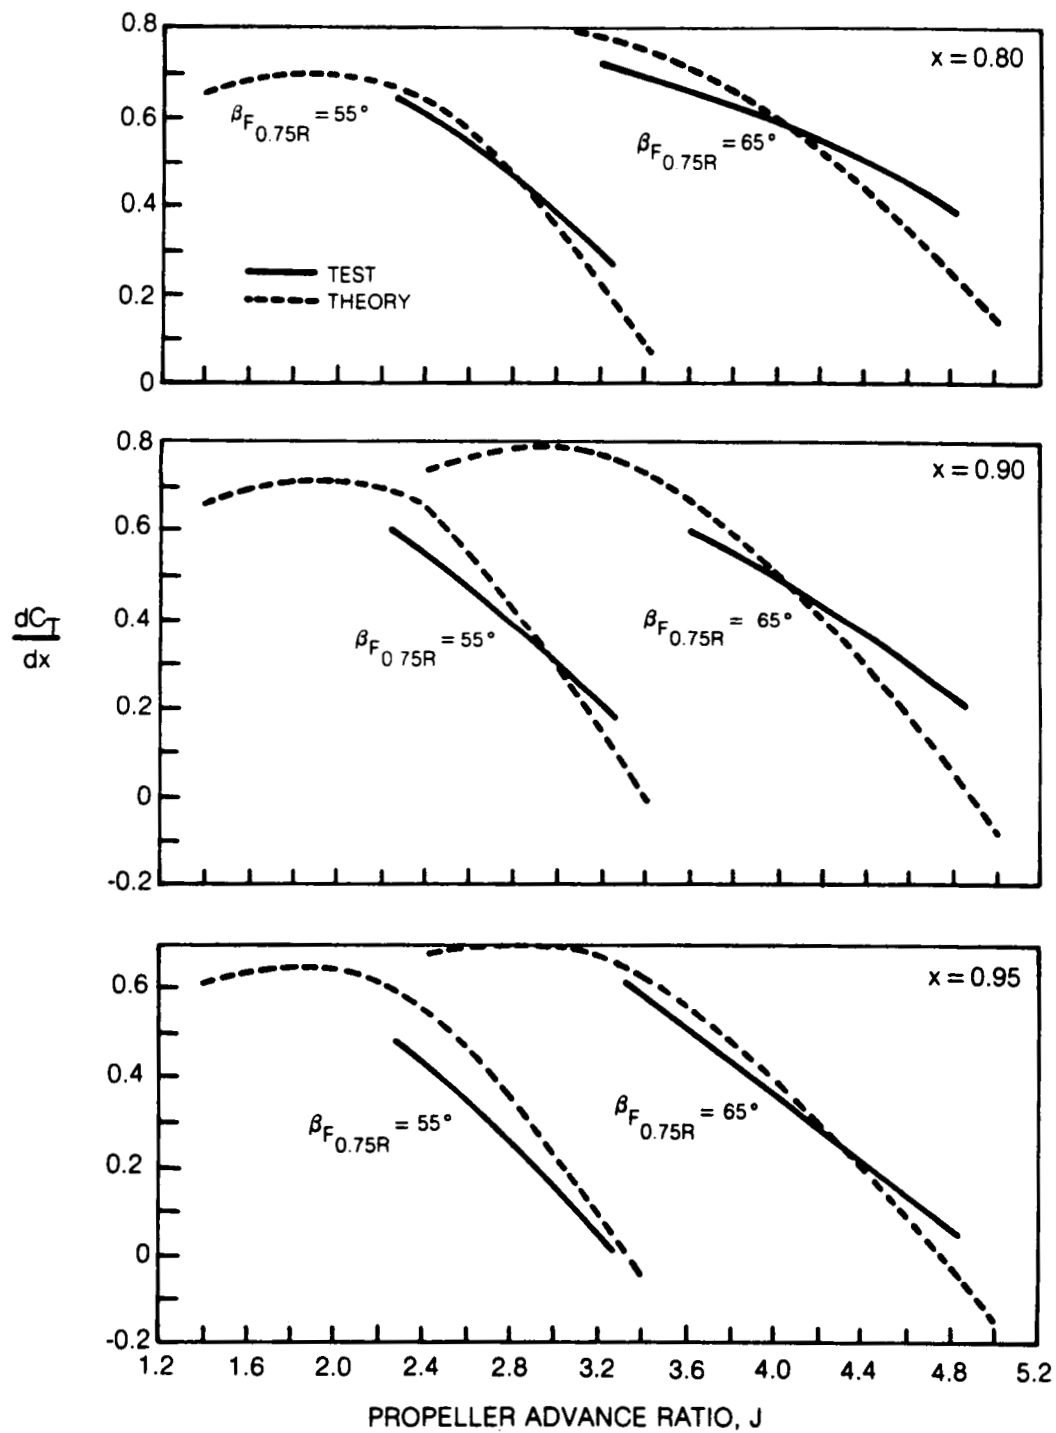 0.8
x = 0.80
0.6
βF0.75R = 55°
βF0.75R = 65°
0.4
TEST
0.2
THEORY
0
0.8
x = 0.90
0.6
dCT
dx
0.4
βF0 75R = 55°
βF0.75R = 65°
0.2
0
-0.2
x = 0.95
0.6
0.4
βF0.75R = 55°
βF0.75R = 65°
0.2
0
-0.2
1.2 1.6 2.0 2.4 2.8 3.2 3.6 4.0 4.4 4.8 5.2
PROPELLER ADVANCE RATIO, J